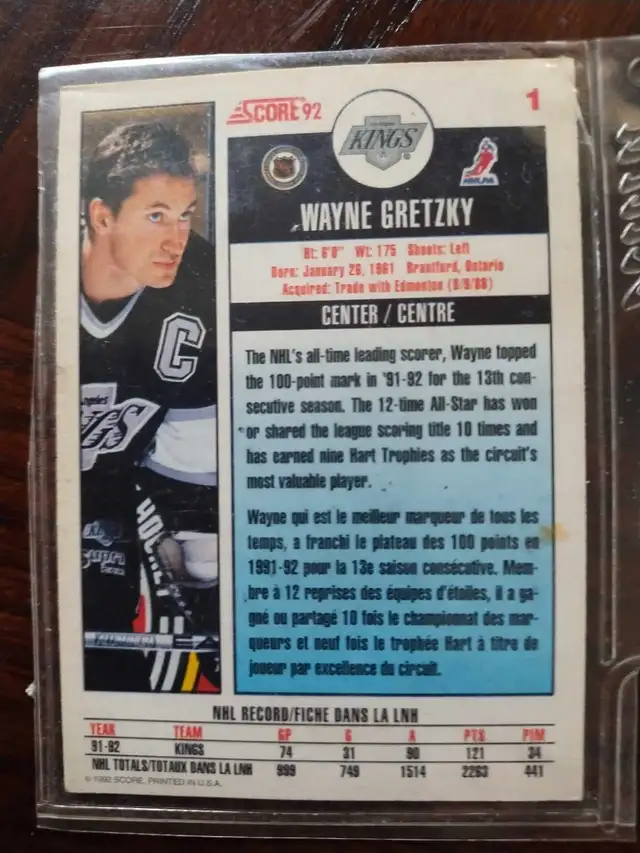 SCORE 92
1
Los Angeles
KINGS
NHLPA
WAYNE GRETZKY
Ht: 6'0" Wt: 175 Shoots: Left
Born: January 26, 1961 Brantford, Ontario
Acquired: Trade with Edmonton (8/9/88)
CENTER / CENTRE
The NHL's all-time leading scorer, Wayne topped
the 100-point mark in '91-92 for the 13th con-
secutive season. The 12-time All-Star has won
or shared the league scoring title 10 times and
has earned nine Hart Trophies as the circuit's
most valuable player.
Wayne qui est le meilleur marqueur de tous les
temps, a franchi le plateau des 100 points en
1991-92 pour la 13e saison consécutive. Mem-
bre à 12 reprises des équipes d'étoiles, il a ga-
gné ou partagé 10 fois le championnat des mar-
queurs et neuf fois le trophée Hart à titre de
joueur par excellence du circuit.
C
HOCKEY
Supra
NHL RECORD/FICHE DANS LA LNH
YEAR TEAM GP G A PTS PIM
91-92 KINGS 74 31 90 121 34
NHL TOTALS/TOTAUX DANS LA LNH 999 749 1514 2263 441
© 1992 SCORE, PRINTED IN U.S.A.